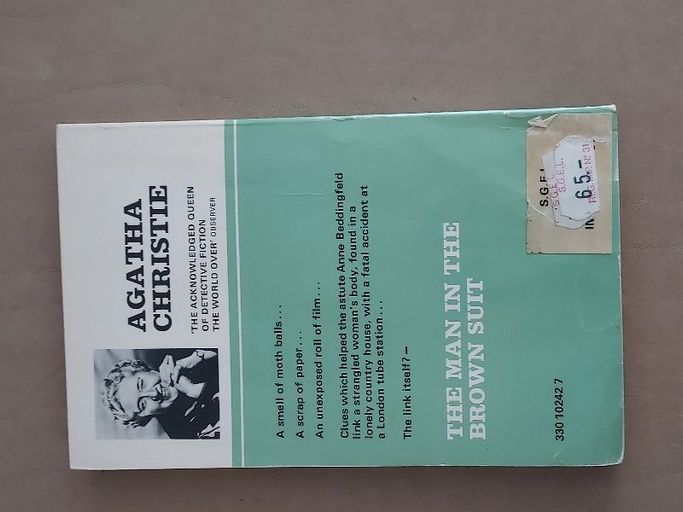 AGATHA
CHRISTIE
'THE ACKNOWLEDGED QUEEN
OF DETECTIVE FICTION
THE WORLD OVER' OBSERVER
A smell of moth balls...
A scrap of paper...
An unexposed roll of film...
Clues which helped the astute Anne Beddingfeld
link a strangled woman's body, found in a
lonely country house, with a fatal accident at
a London tube station...
The link itself? —
THE MAN IN THE
BROWN SUIT
330 10242 7
S.G.E.L.
S.G.E.L.
65-